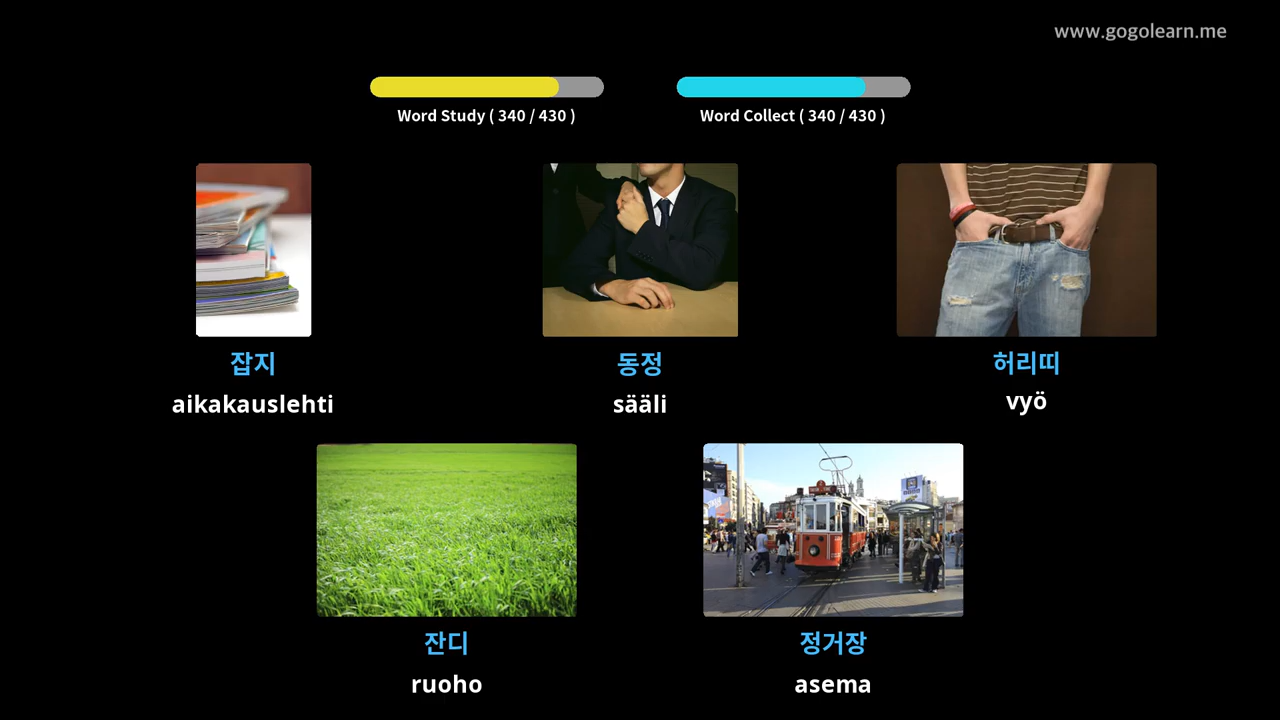 www.gogolearn.me
Word Study ( 340 / 430 )
Word Collect ( 340 / 430 )
잡지
aikakauslehti
동정
sääli
허리띠
vyö
잔디
ruoho
정거장
asema